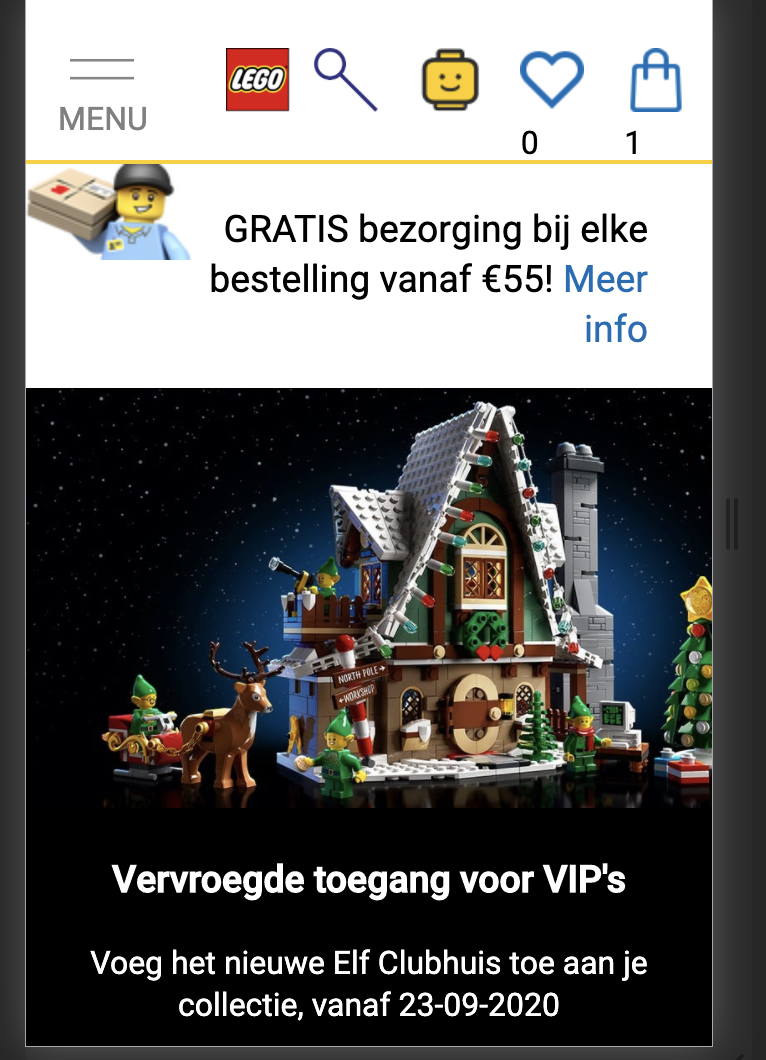 LEGO
MENU
0
1
GRATIS bezorging bij elke
bestelling vanaf €55! Meer
info
NORTH POLE
WORKSHOP
Vervroegde toegang voor VIP's
Voeg het nieuwe Elf Clubhuis toe aan je
collectie, vanaf 23-09-2020